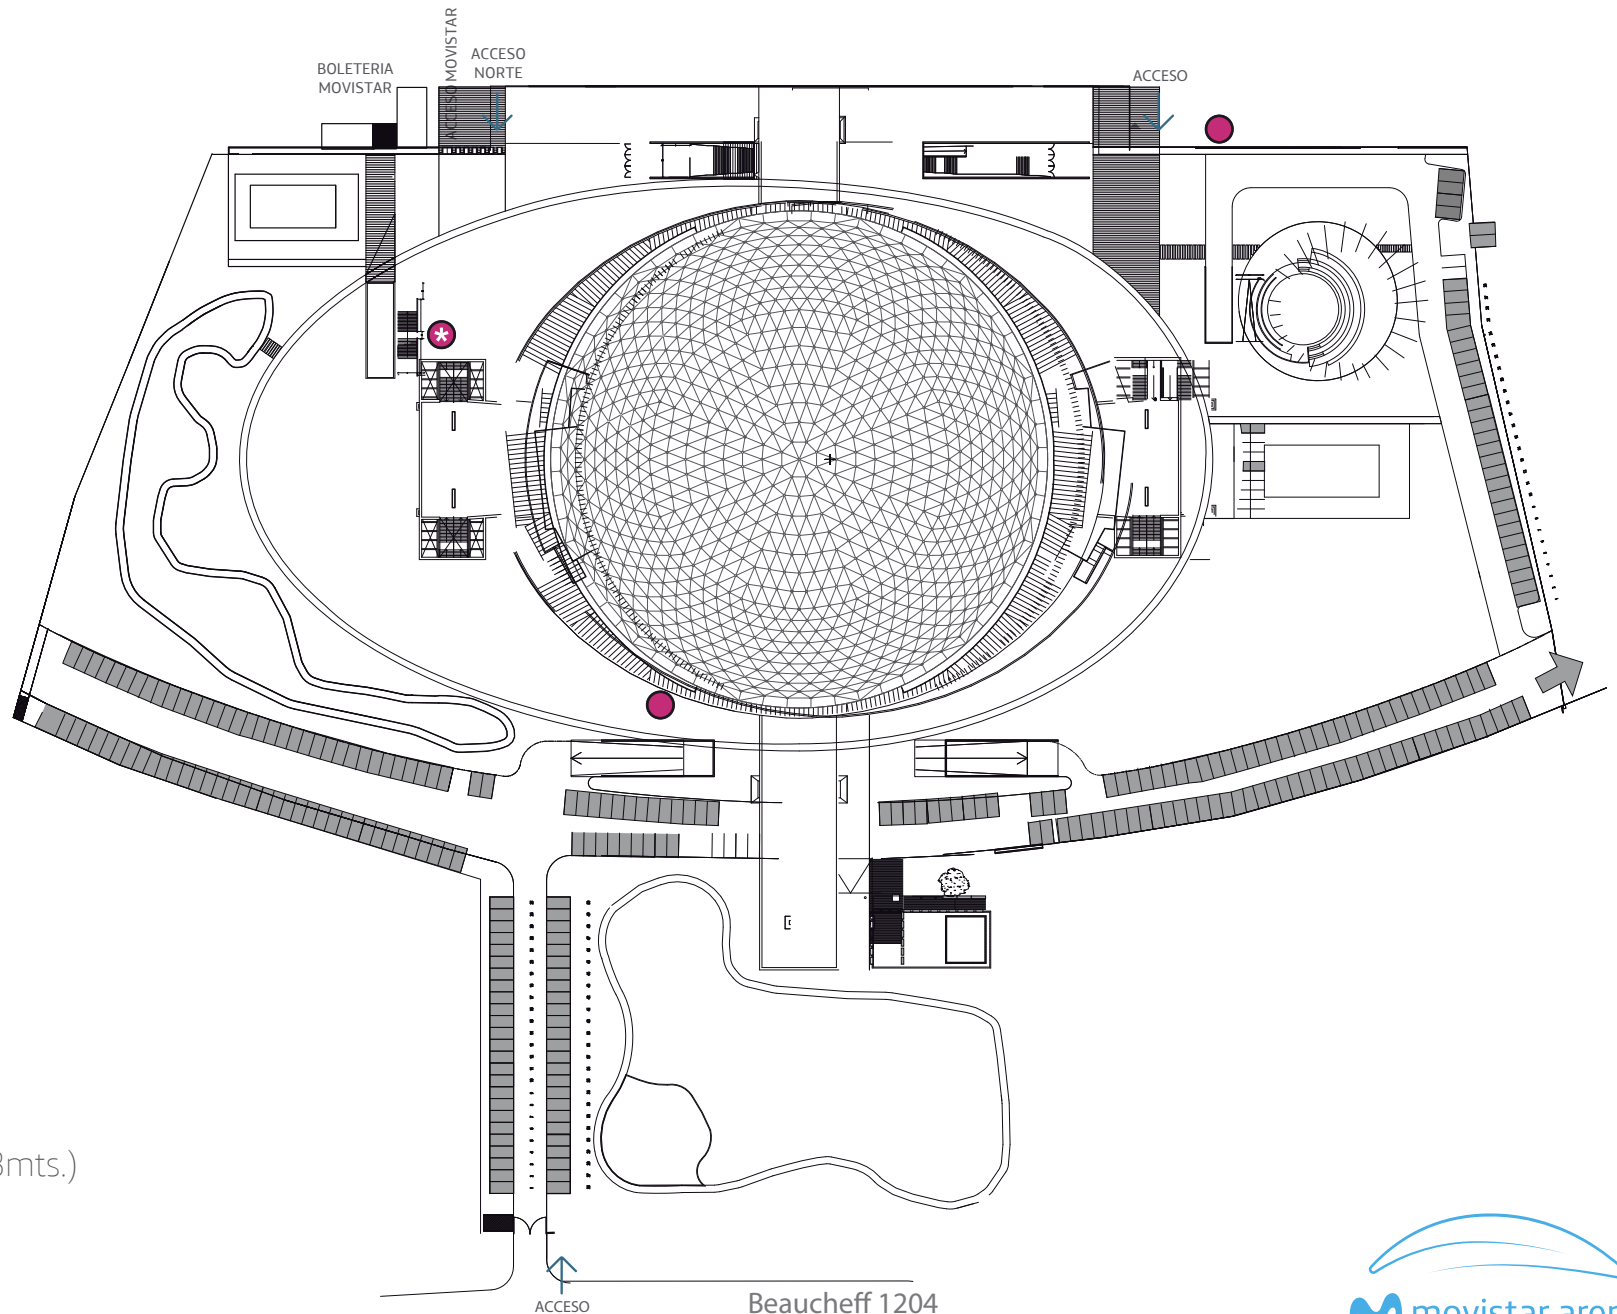 ACCESO MOVISTAR
ACCESO
NORTE
BOLETERIA
MOVISTAR
ACCESO
*
3mts.)
ACCESO
Beaucheff 1204
movistar aren